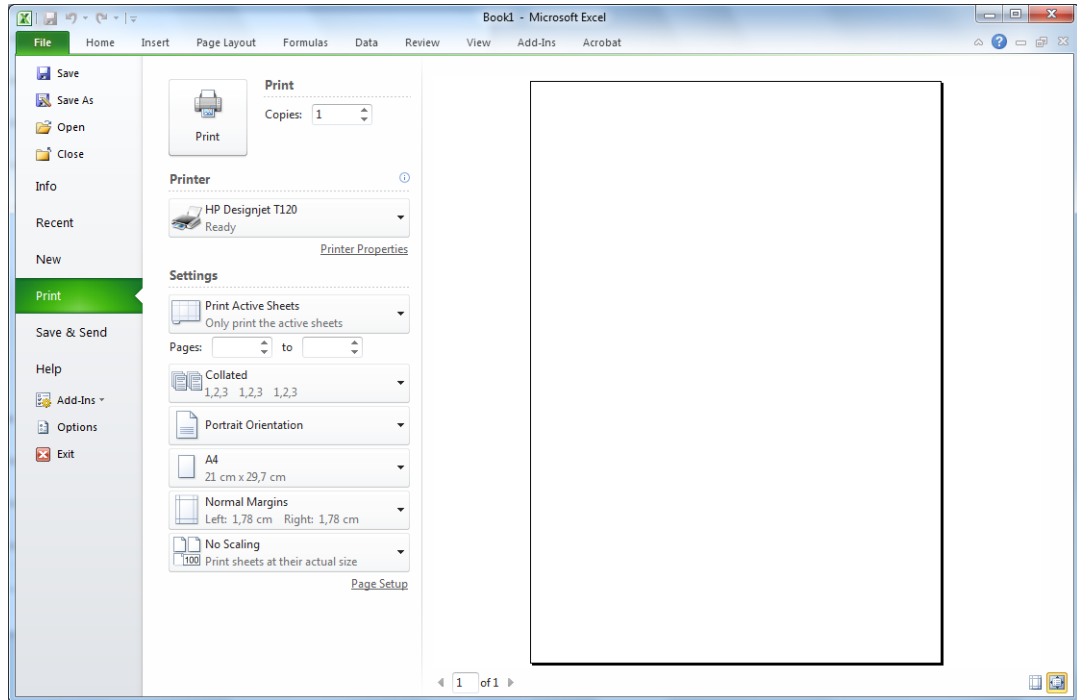 Book1 - Microsoft Excel
File Home Insert Page Layout Formulas Data Review View Add-Ins Acrobat
Save
Save As
Open
Close
Info
Recent
New
Print
Save & Send
Help
Add-Ins
Options
Exit
Print
Print
Copies: 1
Printer
HP Designjet T120
Ready
Printer Properties
Settings
Print Active Sheets
Only print the active sheets
Pages: to
Collated
1,2,3 1,2,3 1,2,3
Portrait Orientation
A4
21 cm x 29,7 cm
Normal Margins
Left: 1,78 cm Right: 1,78 cm
No Scaling
100 Print sheets at their actual size
Page Setup
1 of 1